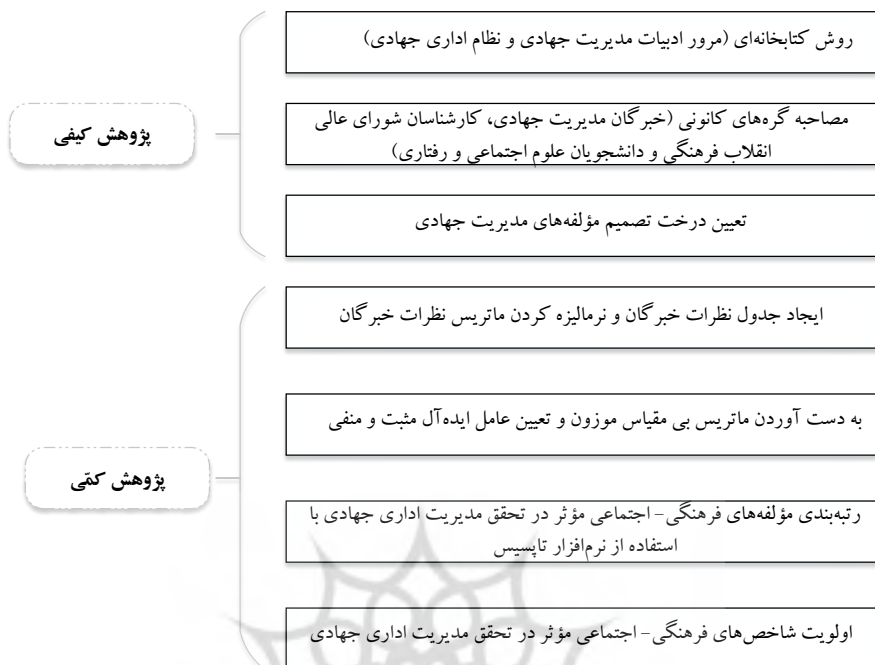 روش کتابخانه‌ای (مرور ادبیات مدیریت جهادی و نظام اداری جهادی)
پژوهش کیفی
مصاحبه گره‌های کانونی (خبرگان مدیریت جهادی، کارشناسان شورای عالی
انقلاب فرهنگی و دانشجویان علوم اجتماعی و رفتاری)
تعیین درخت تصمیم مؤلفه‌های مدیریت جهادی
ایجاد جدول نظرات خبرگان و نرمالیزه کردن ماتریس نظرات خبرگان
به دست آوردن ماتریس بی مقیاس موزون و تعیین عامل ایده‌آل مثبت و منفی
پژوهش کمّی
رتبه‌بندی مؤلفه‌های فرهنگی- اجتماعی مؤثر در تحقق مدیریت اداری جهادی با
استفاده از نرم‌افزار تاپسیس
اولویت شاخص‌های فرهنگی- اجتماعی مؤثر در تحقق مدیریت اداری جهادی